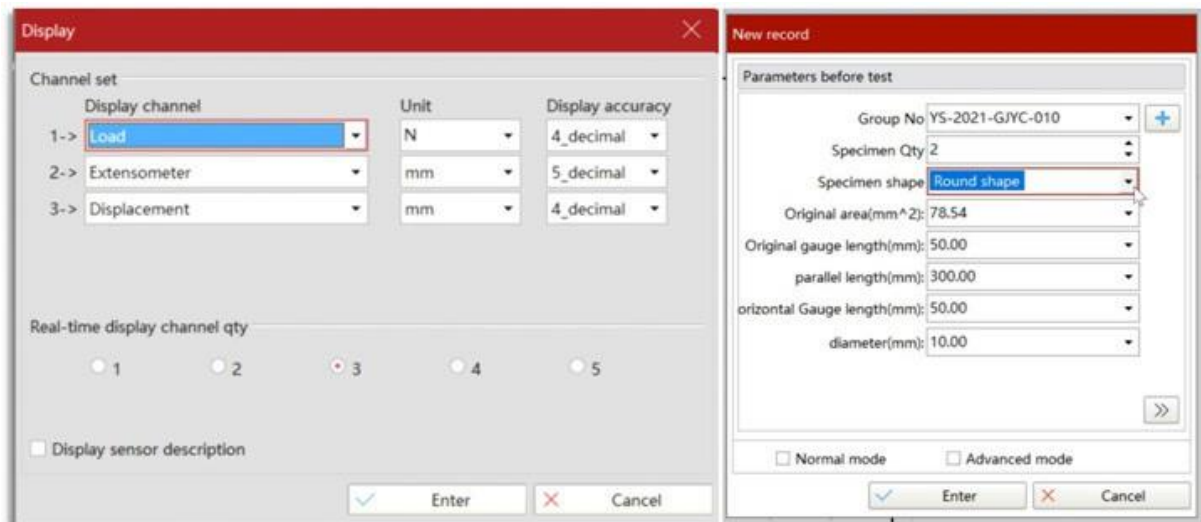 Display
Channel set
Display channel Unit Display accuracy
1-> Load N 4_decimal
2-> Extensometer mm 5_decimal
3-> Displacement mm 4_decimal
Real-time display channel qty
1 2 3 4 5
Display sensor description
Enter Cancel
New record
Parameters before test
Group No YS-2021-GJYC-010
Specimen Qty 2
Specimen shape Round shape
Original area(mm^2): 78.54
Original gauge length(mm): 50.00
parallel length(mm): 300.00
orizontal Gauge length(mm): 50.00
diameter(mm): 10.00
Normal mode Advanced mode
Enter Cancel